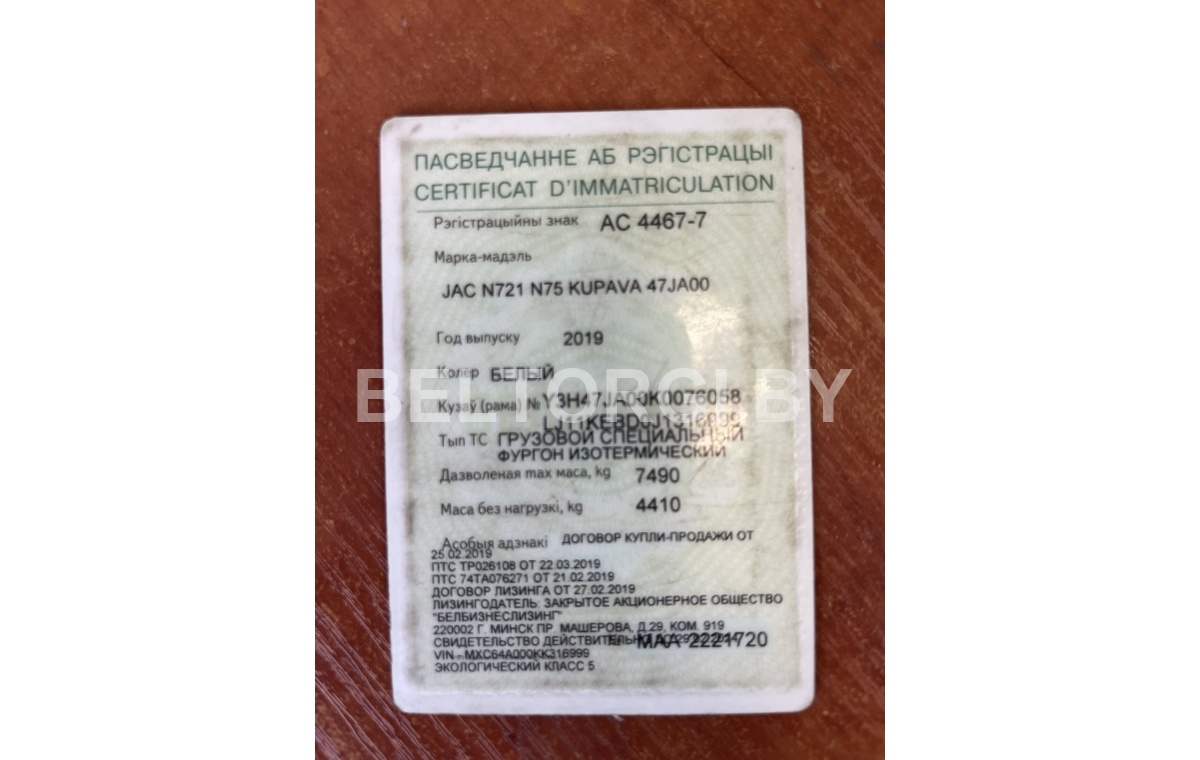 ПАСВЕДЧАННЕ АБ РЭГІСТРАЦЫІ
CERTIFICAT D'IMMATRICULATION
Рэгістрацыйны знак АС 4467-7
Марка-мадэль
JAC N721 N75 KUPAVA 47JA00
Год выпуску 2019
Колер БЕЛЫЙ
BELTORGI.BY
Кузаў (рама) № Y3H47JA00K0076058
Тып ТС ГРУЗОВОЙ СПЕЦИАЛЬНЫЙ
ФУРГОН ИЗОТЕРМИЧЕСКИЙ
Дазволеная max маса, kg 7490
Маса без нагрузкі, kg 4410
Асобыя адзнакі ДОГОВОР КУПЛИ-ПРОДАЖИ ОТ
25.02.2019
ПТС ТР026108 ОТ 22.03.2019
ПТС 74ТА076271 ОТ 21.02.2019
ДОГОВОР ЛИЗИНГА ОТ 27.02.2019
ЛИЗИНГОДАТЕЛЬ: ЗАКРЫТОЕ АКЦИОНЕРНОЕ ОБЩЕСТВО
"БЕЛБИЗНЕСЛИЗИНГ"
220002 Г. МИНСК ПР. МАШЕРОВА, Д.29, КОМ. 919
СВИДЕТЕЛЬСТВО ДЕЙСТВИТЕЛЬНО МАА 2221720
VIN - MXC64A000KK316999
ЭКОЛОГИЧЕСКИЙ КЛАСС 5